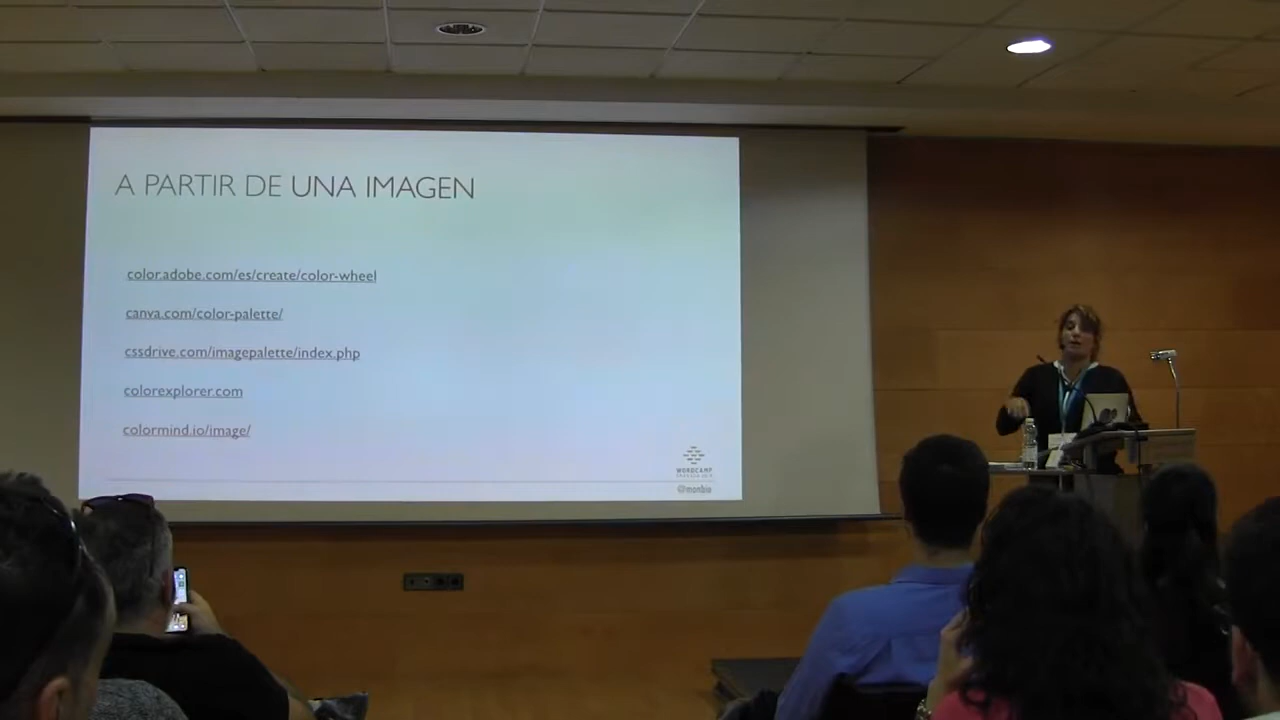 A PARTIR DE UNA IMAGEN
color.adobe.com/es/create/color-wheel
canva.com/color-palette/
cssdrive.com/imagepalette/index.php
colorexplorer.com
colormind.io/image/
WORDCAMP
@monbio